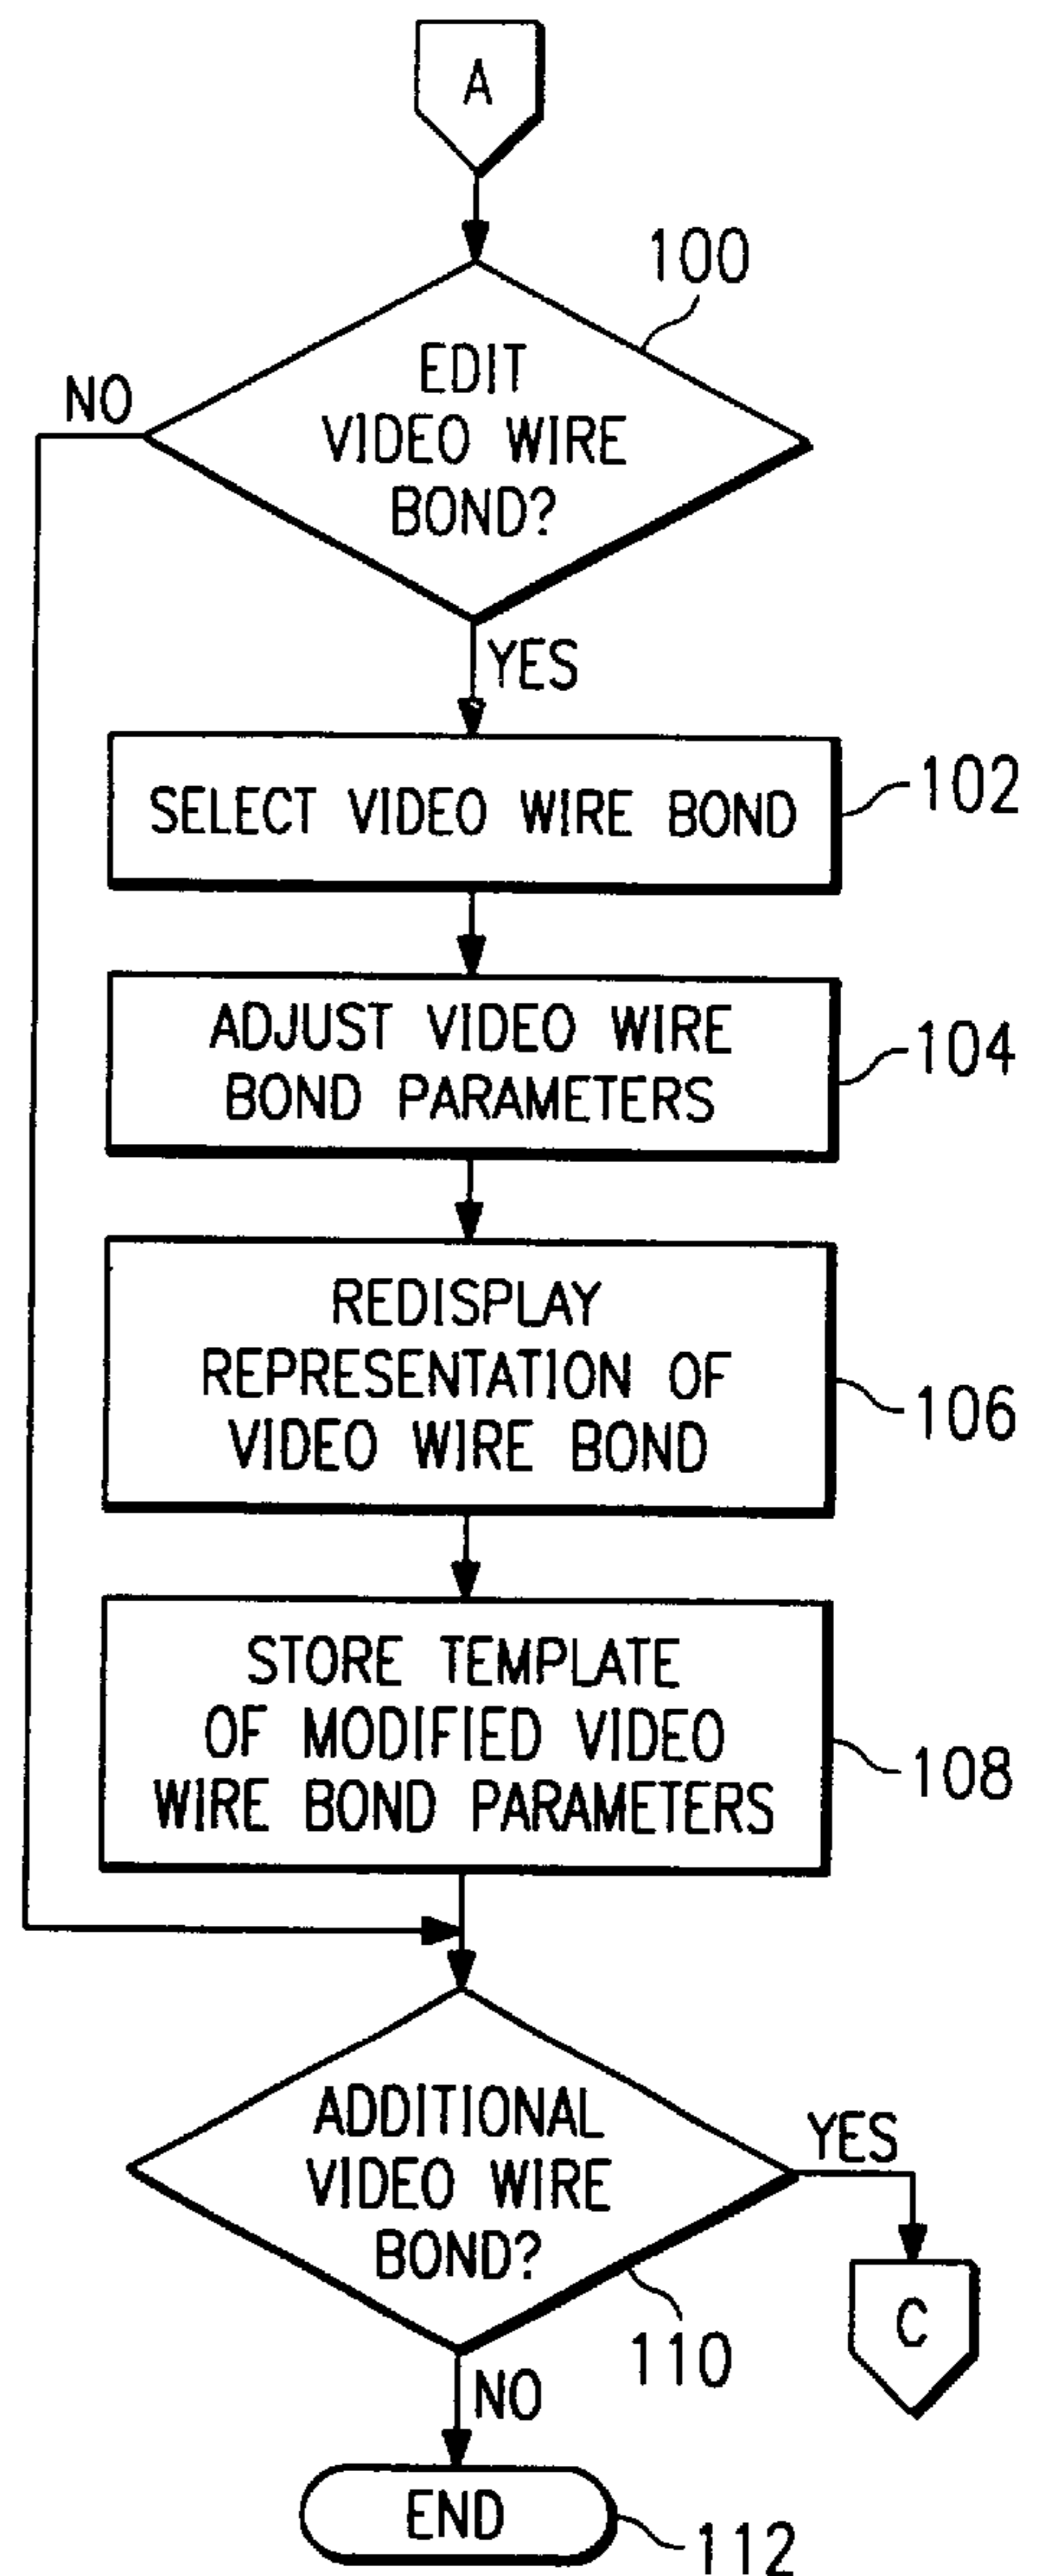 A
100
EDIT
VIDEO WIRE
BOND?
NO
YES
SELECT VIDEO WIRE BOND
102
ADJUST VIDEO WIRE
BOND PARAMETERS
104
REDISPLAY
REPRESENTATION OF
VIDEO WIRE BOND
106
STORE TEMPLATE
OF MODIFIED VIDEO
WIRE BOND PARAMETERS
108
ADDITIONAL
VIDEO WIRE
BOND?
YES
110
C
NO
END
112